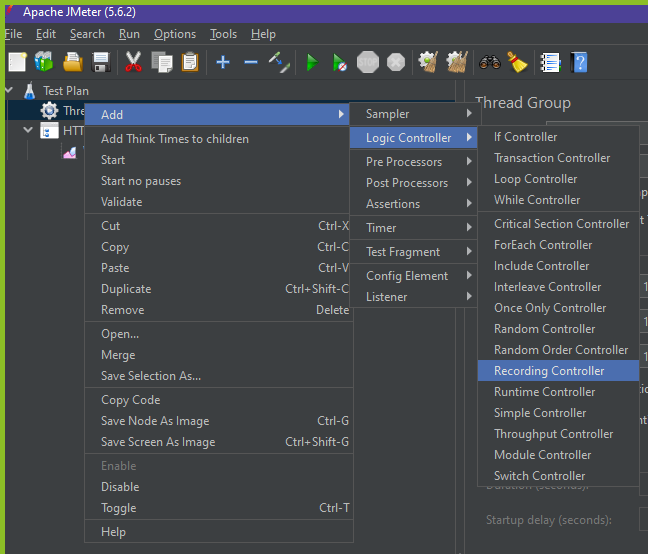 Apache JMeter (5.6.2)
File Edit Search Run Options Tools Help
Test Plan
Thre
HTT
Add
Add Think Times to children
Start
Start no pauses
Validate
Cut Ctrl-X
Copy Ctrl-C
Paste Ctrl-V
Duplicate Ctrl+Shift-C
Remove Delete
Open...
Merge
Save Selection As...
Copy Code
Save Node As Image Ctrl-G
Save Screen As Image Ctrl+Shift-G
Enable
Disable
Toggle Ctrl-T
Help
Sampler
Logic Controller
Pre Processors
Post Processors
Assertions
Timer
Test Fragment
Config Element
Listener
Thread Group
If Controller
Transaction Controller
Loop Controller
While Controller
Critical Section Controller
ForEach Controller
Include Controller
Interleave Controller
Once Only Controller
Random Controller
Random Order Controller
Recording Controller
Runtime Controller
Simple Controller
Throughput Controller
Module Controller
Switch Controller
Duration (seconds):
Startup delay (seconds):